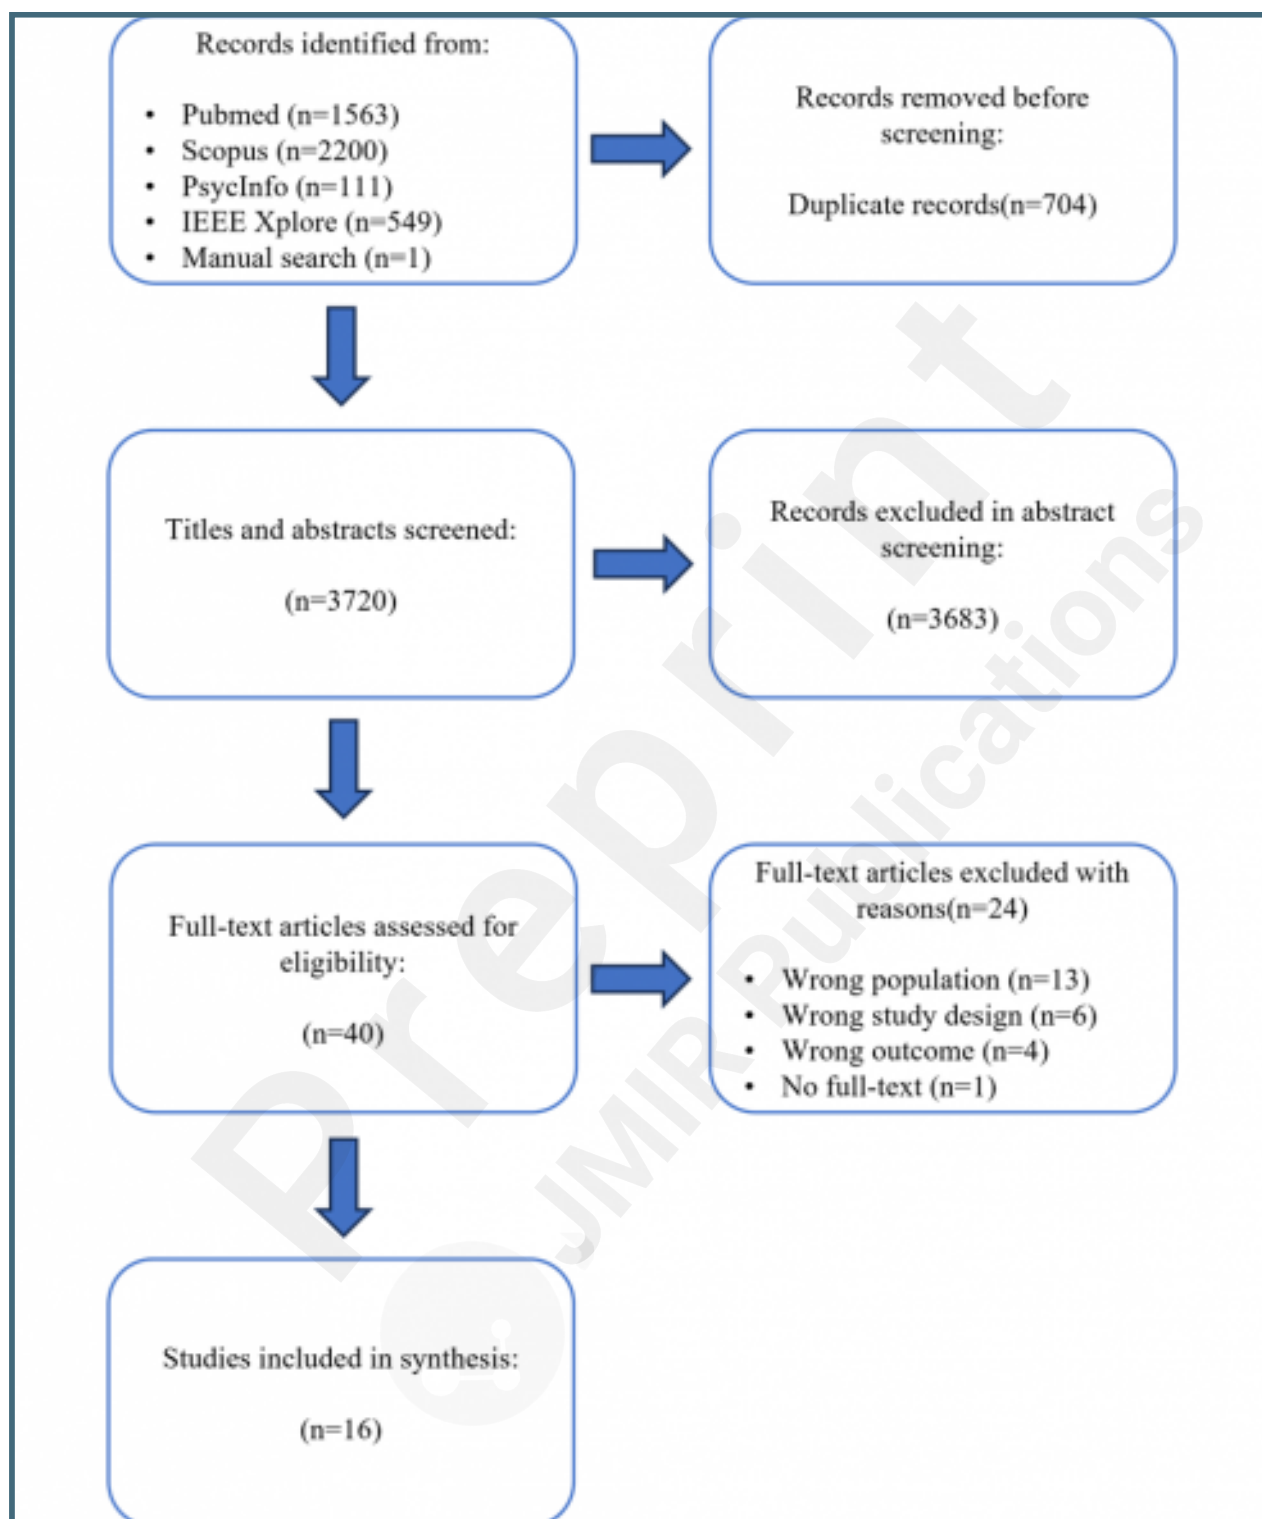 Records identified from:
• Pubmed (n=1563)
• Scopus (n=2200)
• PsycInfo (n=111)
• IEEE Xplore (n=549)
• Manual search (n=1)
Records removed before
screening:
Duplicate records(n=704)
Titles and abstracts screened:
(n=3720)
Records excluded in abstract
screening:
(n=3683)
Full-text articles assessed for
eligibility:
(n=40)
Full-text articles excluded with
reasons(n=24)
• Wrong population (n=13)
• Wrong study design (n=6)
• Wrong outcome (n=4)
• No full-text (n=1)
Studies included in synthesis:
(n=16)
Preprint
JMIR Publications